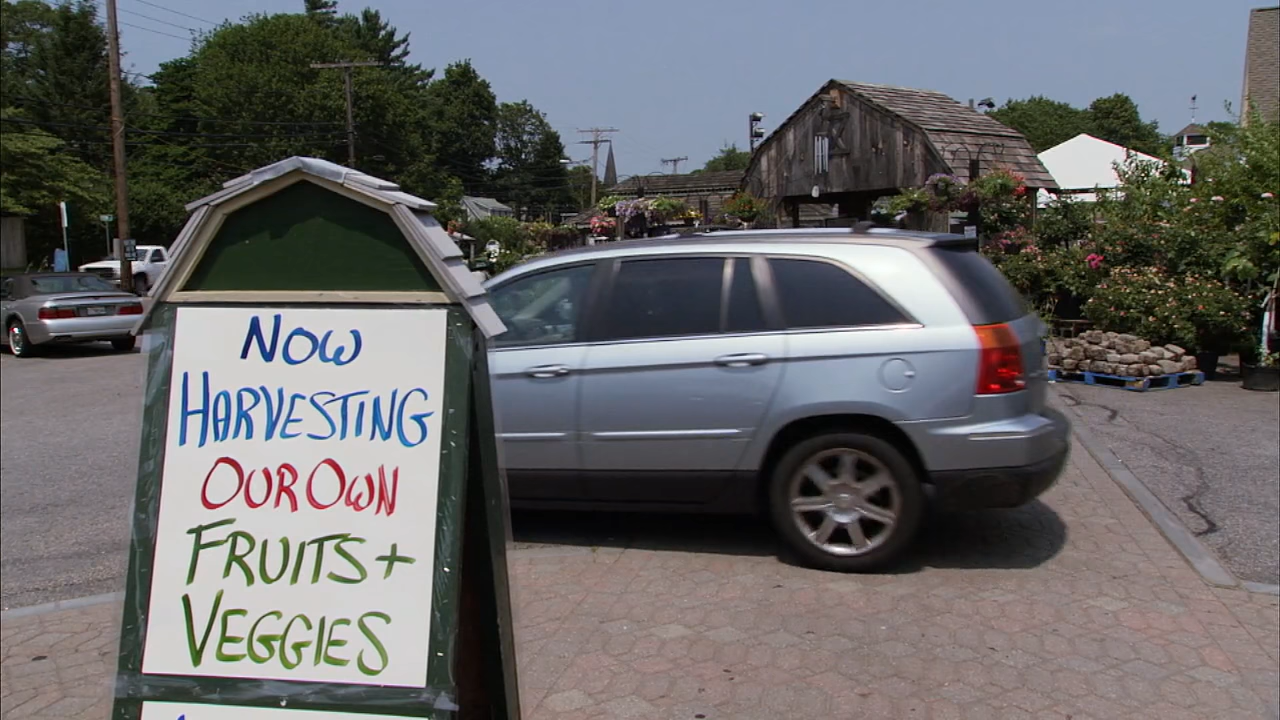 NOW
HARVESTING
OUR OWN
FRUITS +
VEGGIES